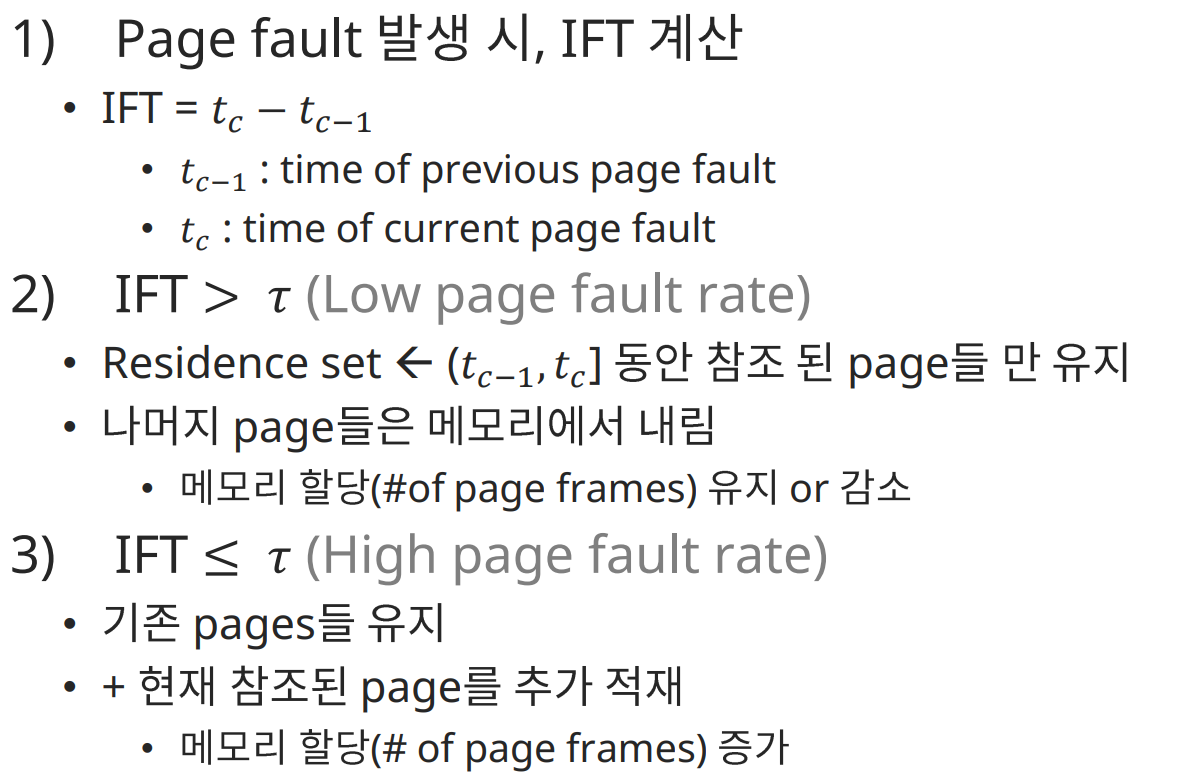 1) Page fault 발생 시, IFT 계산
• IFT = t_c − t_{c−1}
• t_{c−1} : time of previous page fault
• t_c : time of current page fault
2) IFT > τ (Low page fault rate)
• Residence set ← (t_{c−1}, t_c] 동안 참조 된 page들 만 유지
• 나머지 page들은 메모리에서 내림
• 메모리 할당(#of page frames) 유지 or 감소
3) IFT ≤ τ (High page fault rate)
• 기존 pages들 유지
• + 현재 참조된 page를 추가 적재
• 메모리 할당(# of page frames) 증가